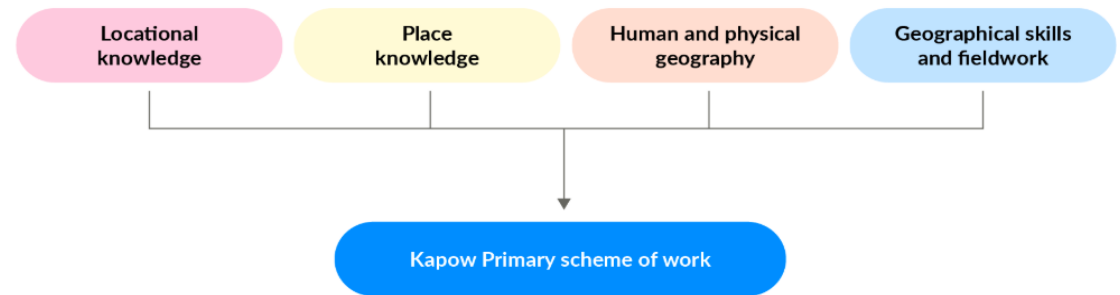 Locational
knowledge
Place
knowledge
Human and physical
geography
Geographical skills
and fieldwork
Kapow Primary scheme of work